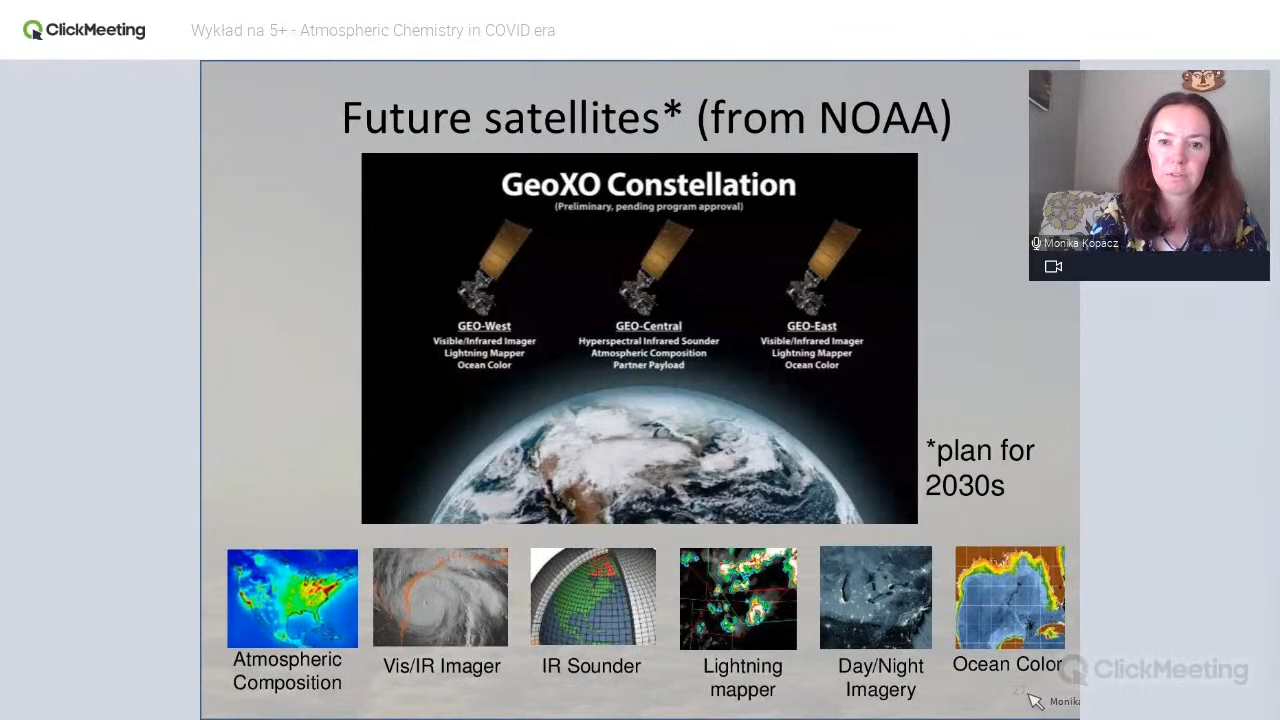 ClickMeeting
Wykład na 5+ - Atmospheric Chemistry in COVID era
Future satellites* (from NOAA)
GeoXO Constellation
(Preliminary, pending program approval)
GEO-West
Visible/Infrared Imager
Lightning Mapper
Ocean Color
GEO-Central
Hyperspectral Infrared Sounder
Atmospheric Composition
Partner Payload
GEO-East
Visible/Infrared Imager
Lightning Mapper
Ocean Color
Monika Kopacz
*plan for
2030s
Atmospheric
Composition
Vis/IR Imager
IR Sounder
Lightning
mapper
Day/Night
Imagery
Ocean Color
ClickMeeting
27
Monika